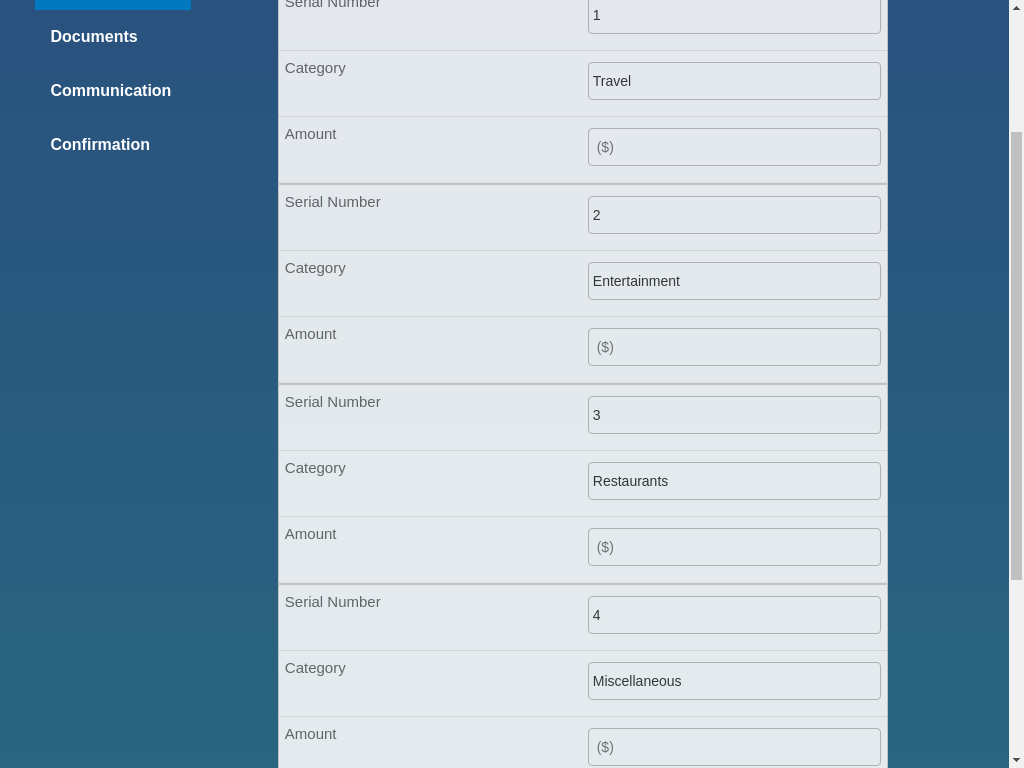 Serial Number
1
Documents
Category
Travel
Communication
Amount
($)
Confirmation
Serial Number
2
Category
Entertainment
Amount
($)
Serial Number
3
Category
Restaurants
Amount
($)
Serial Number
4
Category
Miscellaneous
Amount
($)